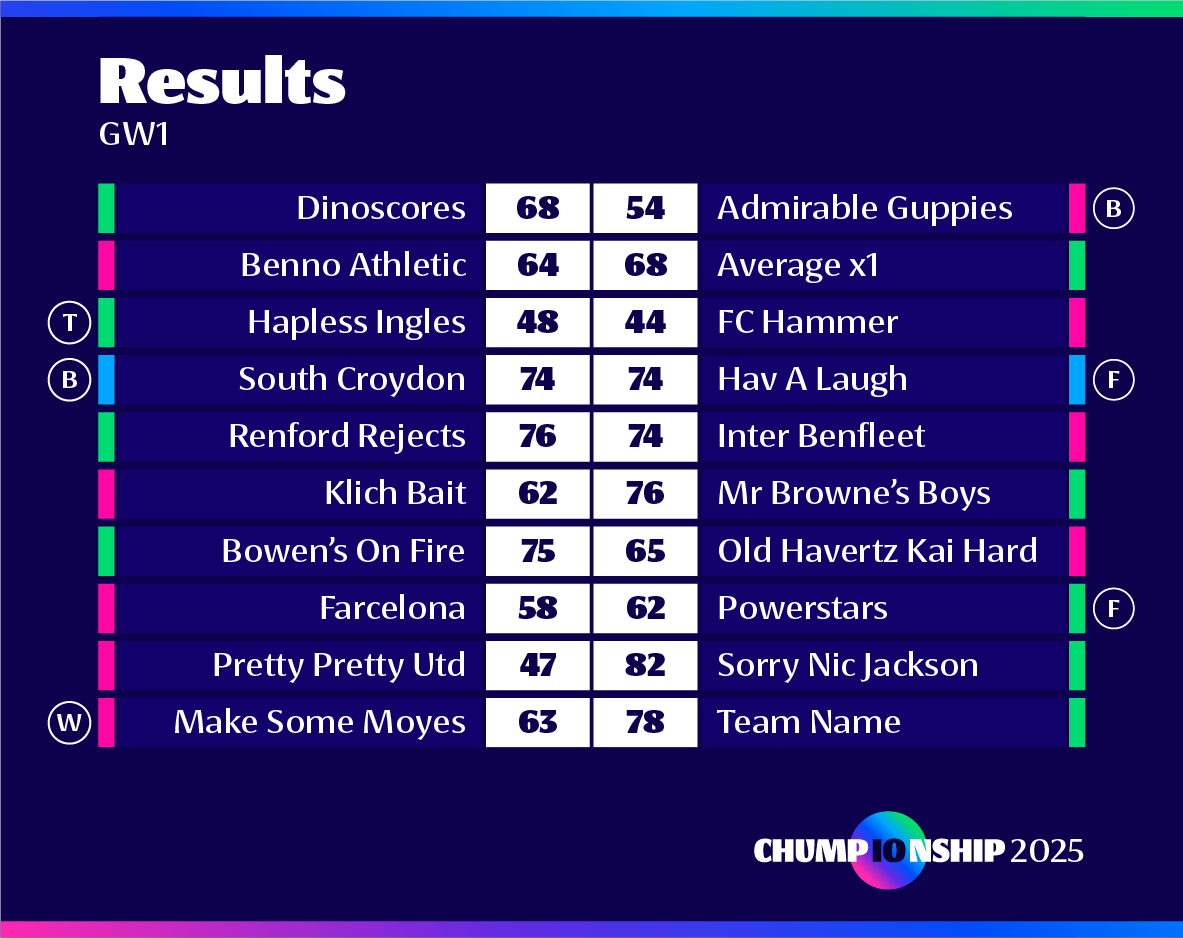 Results
GW1
Dinoscores 68 54 Admirable Guppies B
Benno Athletic 64 68 Average x1
T Hapless Ingles 48 44 FC Hammer
B South Croydon 74 74 Hav A Laugh F
Renford Rejects 76 74 Inter Benfleet
Klich Bait 62 76 Mr Browne’s Boys
Bowen’s On Fire 75 65 Old Havertz Kai Hard
Farcelona 58 62 Powerstars F
Pretty Pretty Utd 47 82 Sorry Nic Jackson
W Make Some Moyes 63 78 Team Name
CHUMPIONSHIP 2025